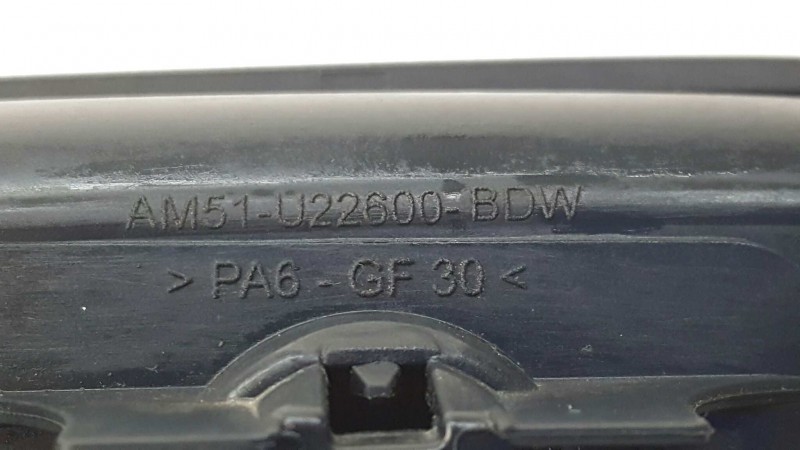 AM51-U22600-BDW
> PA6 - GF 30 <